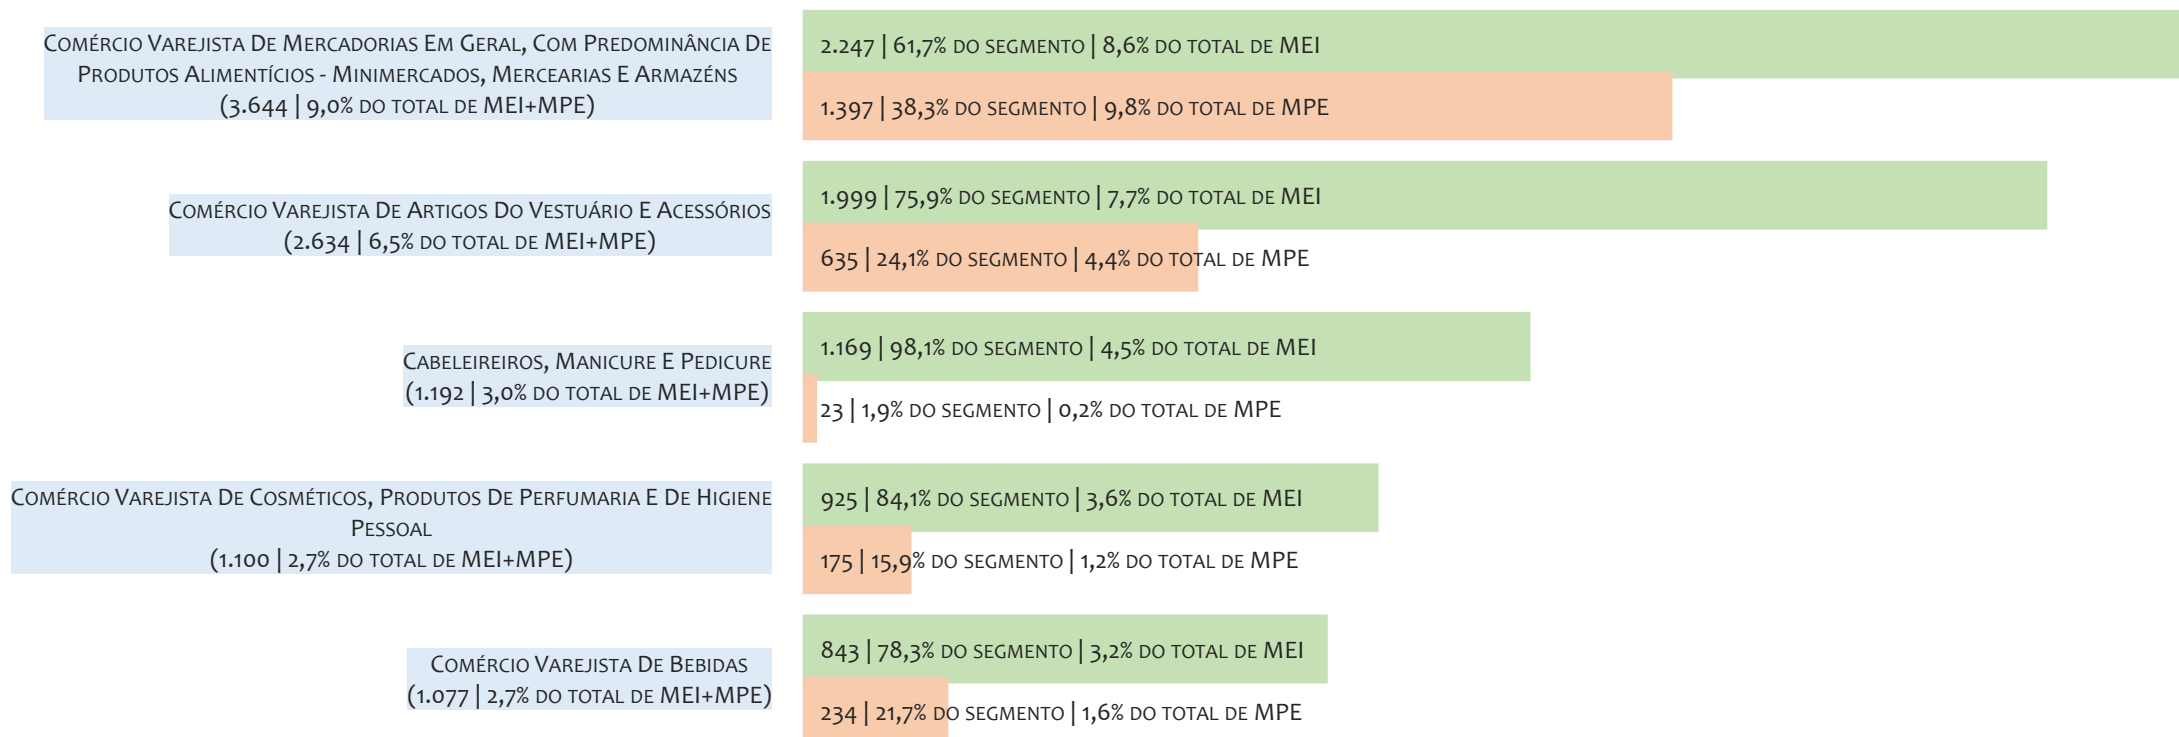 Comércio Varejista De Mercadorias Em Geral, Com Predominância De
Produtos Alimentícios - Minimercados, Mercearias E Armazéns
(3.644 | 9,0% do total de MEI+MPE)
2.247 | 61,7% do segmento | 8,6% do total de MEI
1.397 | 38,3% do segmento | 9,8% do total de MPE
Comércio Varejista De Artigos Do Vestuário E Acessórios
(2.634 | 6,5% do total de MEI+MPE)
1.999 | 75,9% do segmento | 7,7% do total de MEI
635 | 24,1% do segmento | 4,4% do total de MPE
Cabeleireiros, Manicure E Pedicure
(1.192 | 3,0% do total de MEI+MPE)
1.169 | 98,1% do segmento | 4,5% do total de MEI
23 | 1,9% do segmento | 0,2% do total de MPE
Comércio Varejista De Cosméticos, Produtos De Perfumaria E De Higiene
Pessoal
(1.100 | 2,7% do total de MEI+MPE)
925 | 84,1% do segmento | 3,6% do total de MEI
175 | 15,9% do segmento | 1,2% do total de MPE
Comércio Varejista De Bebidas
(1.077 | 2,7% do total de MEI+MPE)
843 | 78,3% do segmento | 3,2% do total de MEI
234 | 21,7% do segmento | 1,6% do total de MPE